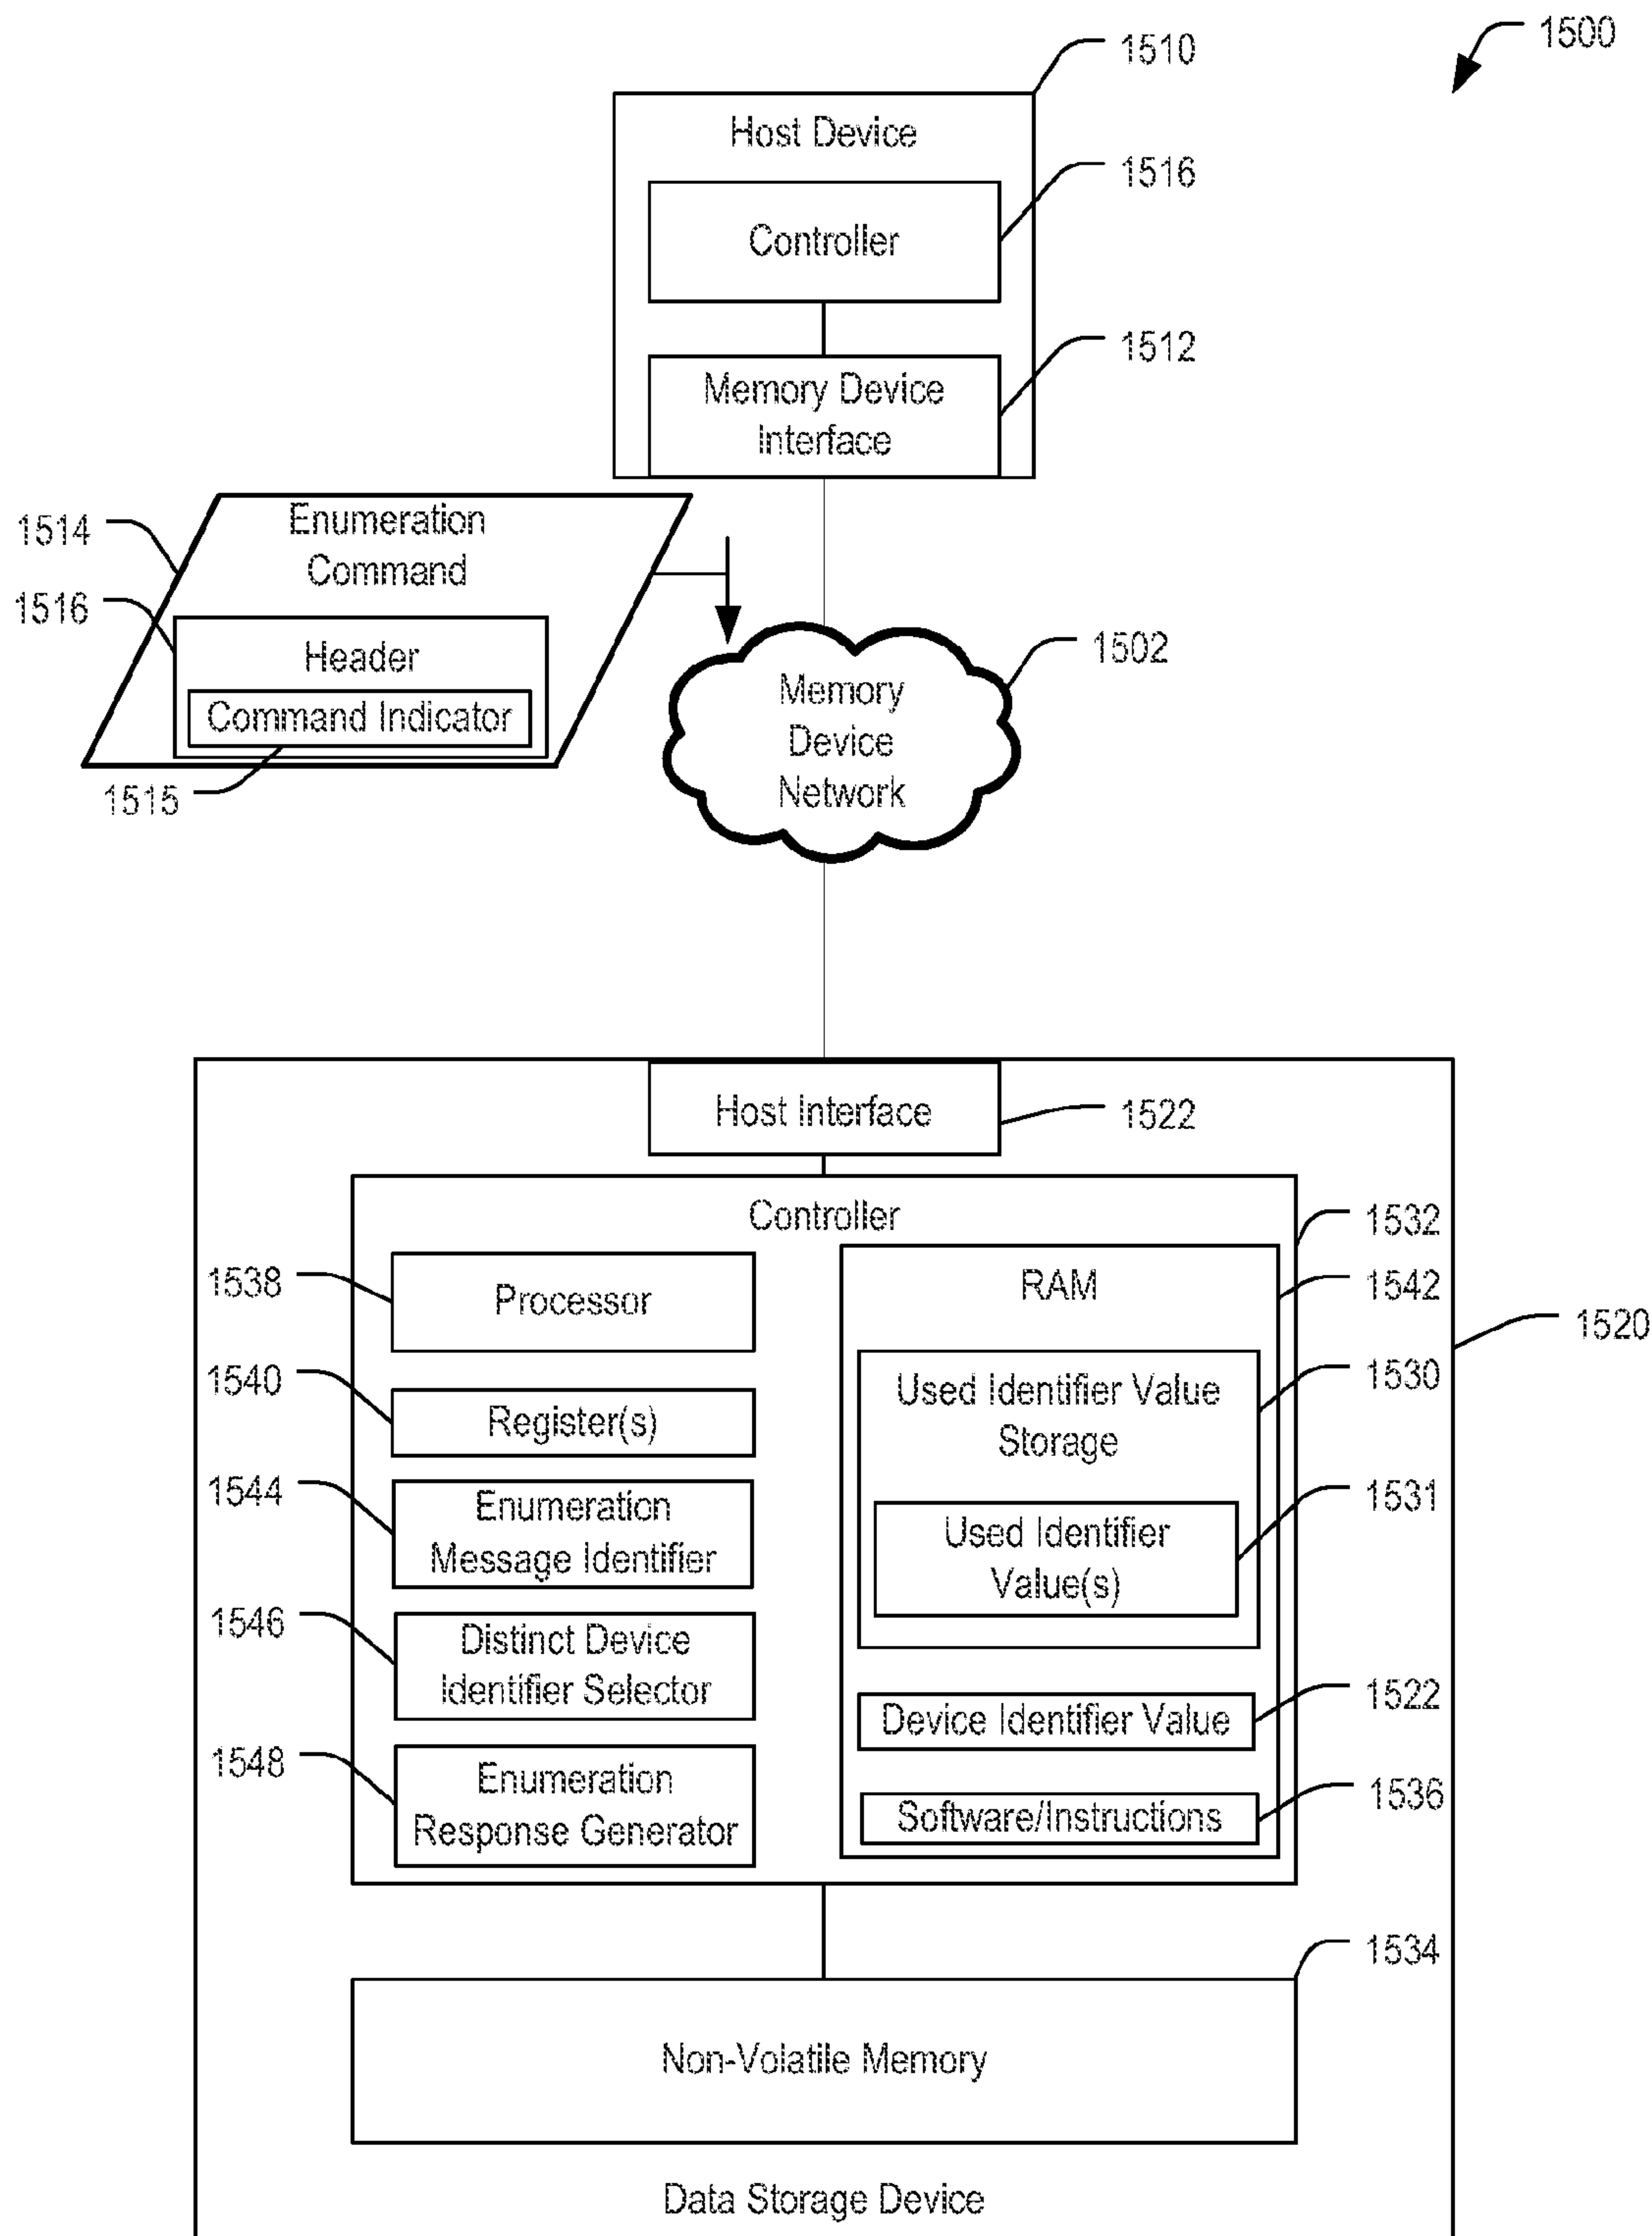 1500
1510
Host Device
1516
Controller
1512
Memory Device
Interface
1514
Enumeration
Command
1516
Header
Command Indicator
1515
1502
Memory
Device
Network
Host Interface
1522
Controller
1532
1538
Processor
RAM
1542
1520
1540
Register(s)
Used Identifier Value
Storage
1530
1544
Enumeration
Message Identifier
Used Identifier
Value(s)
1531
1546
Distinct Device
Identifier Selector
Device Identifier Value
1522
1548
Enumeration
Response Generator
Software/Instructions
1536
1534
Non-Volatile Memory
Data Storage Device